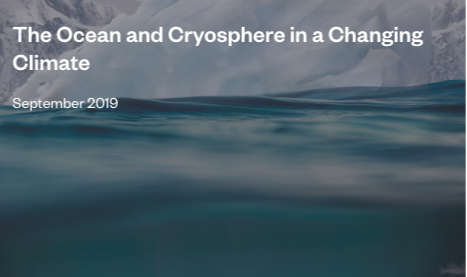 The Ocean and Cryosphere in a Changing
Climate
September 2019